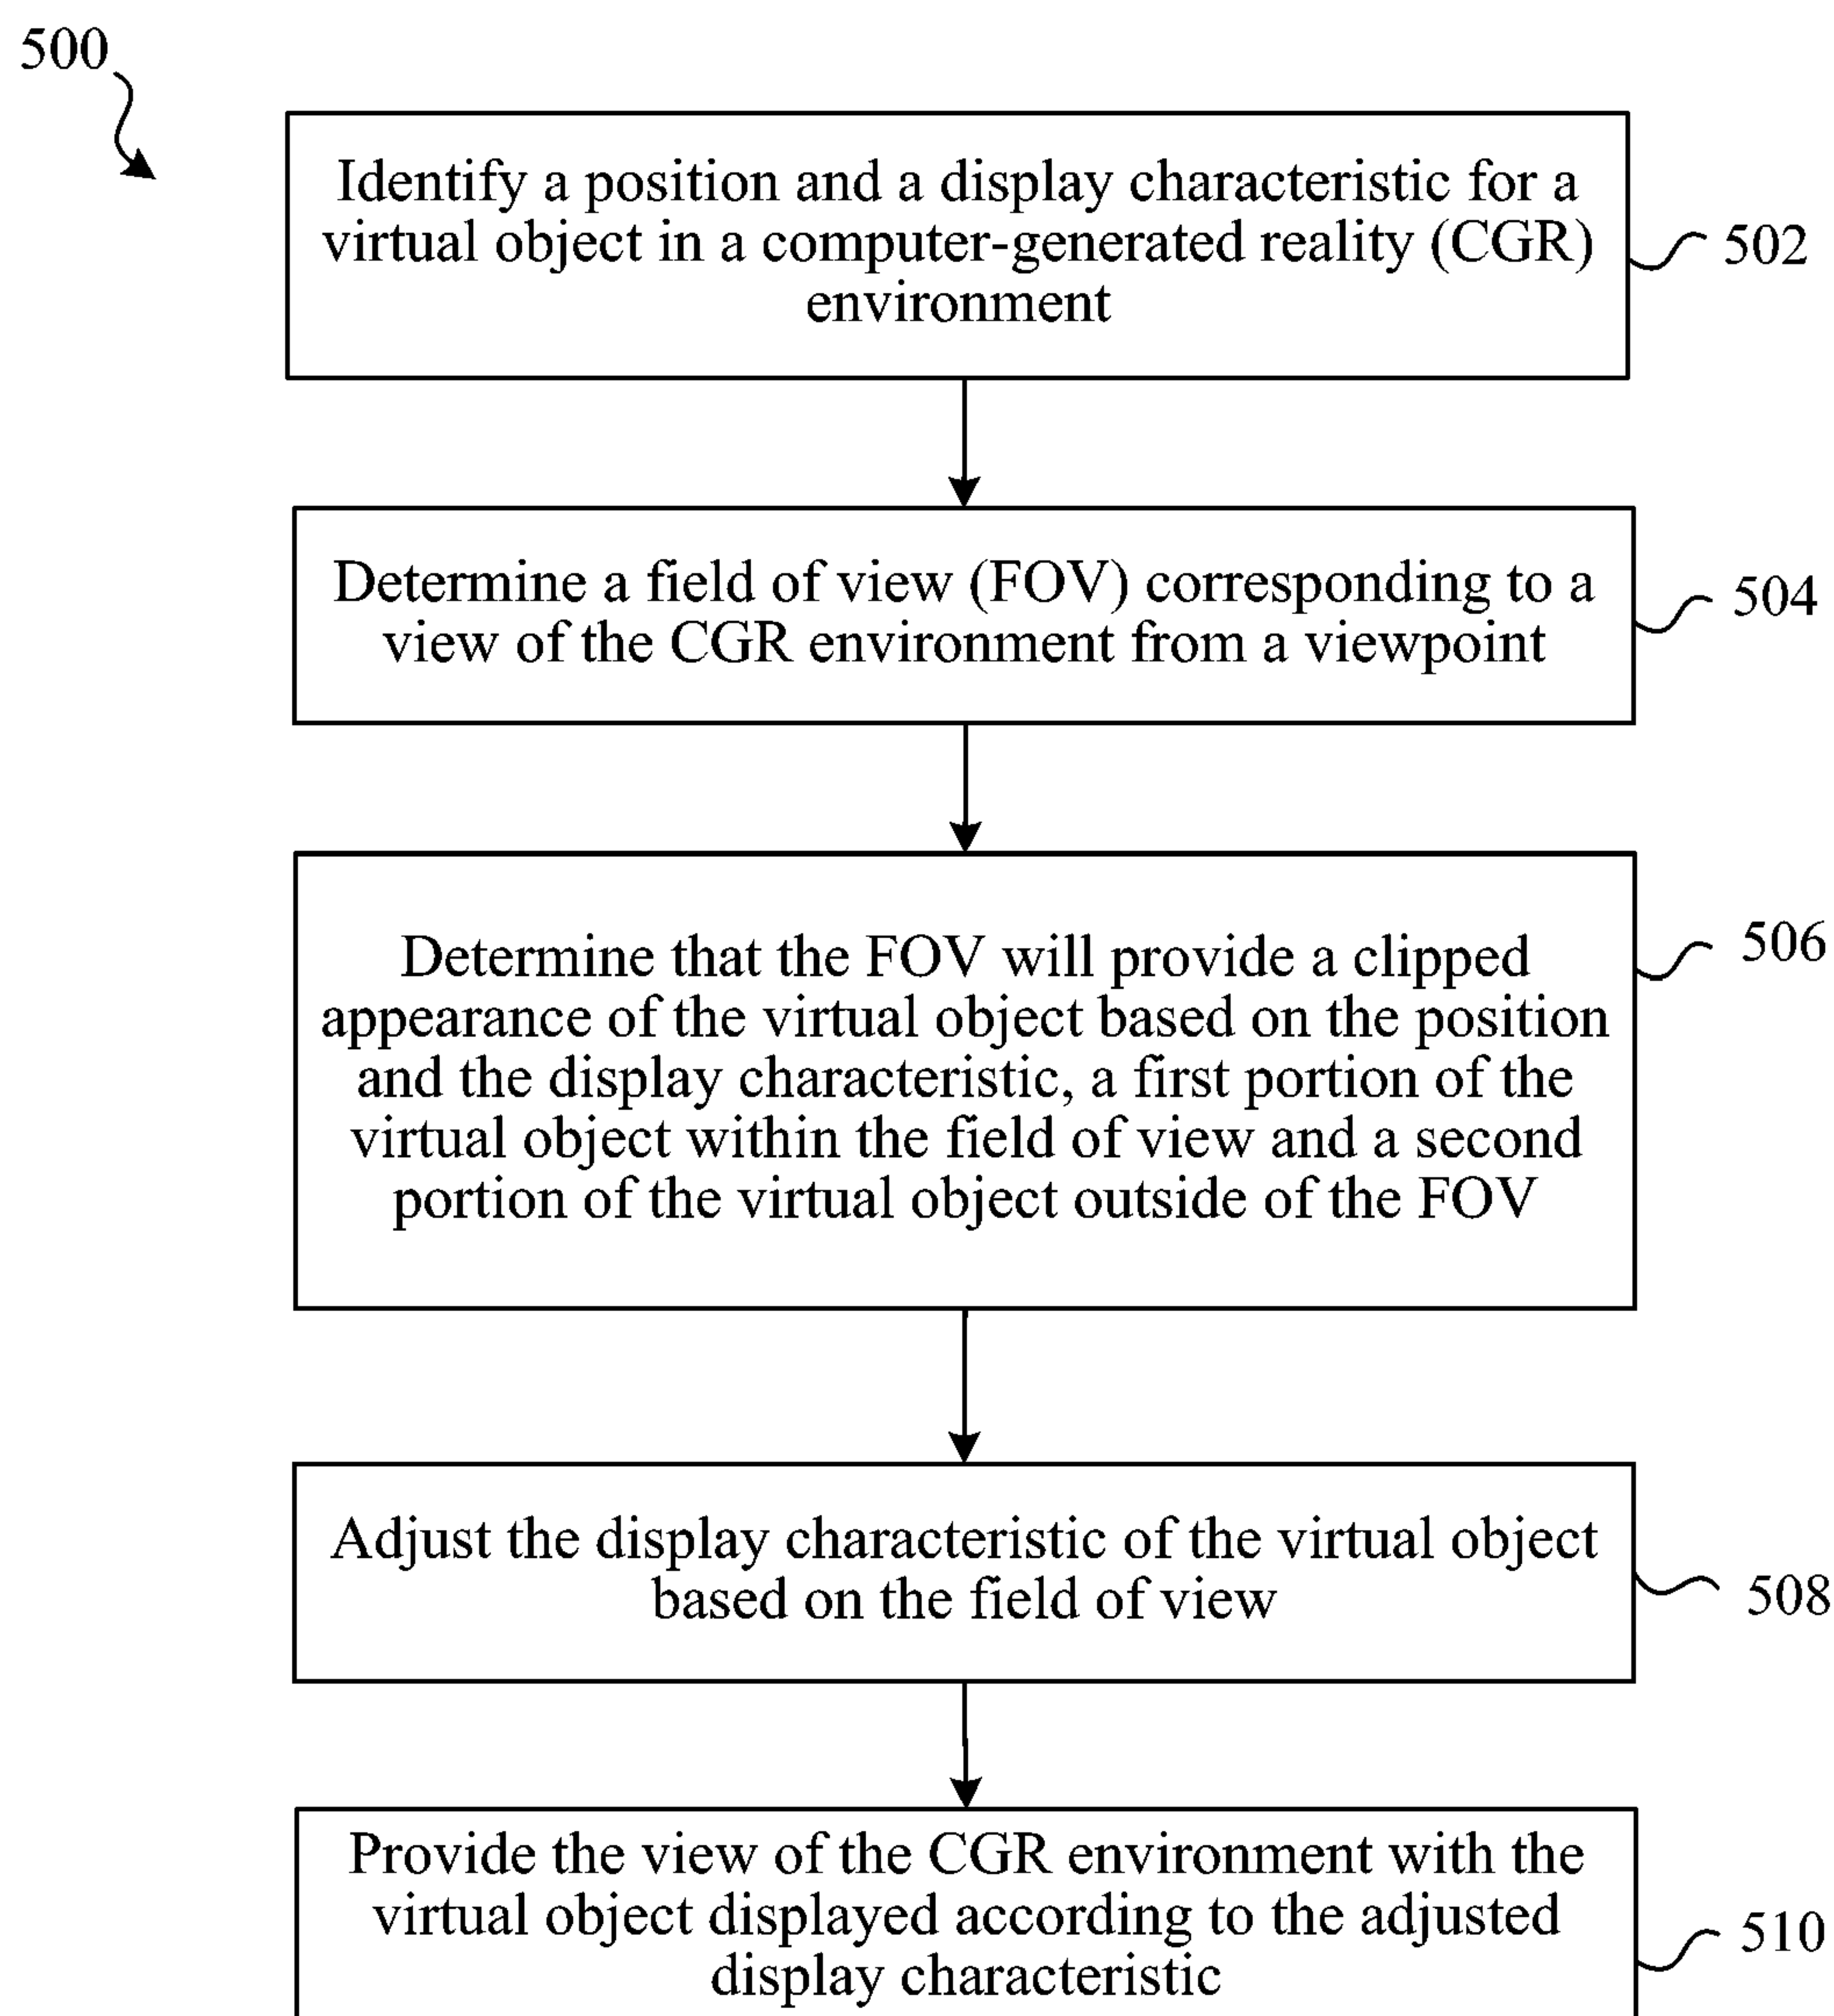 500
Identify a position and a display characteristic for a
virtual object in a computer-generated reality (CGR)
environment
502
Determine a field of view (FOV) corresponding to a
view of the CGR environment from a viewpoint
504
Determine that the FOV will provide a clipped
appearance of the virtual object based on the position
and the display characteristic, a first portion of the
virtual object within the field of view and a second
portion of the virtual object outside of the FOV
506
Adjust the display characteristic of the virtual object
based on the field of view
508
Provide the view of the CGR environment with the
virtual object displayed according to the adjusted
display characteristic
510